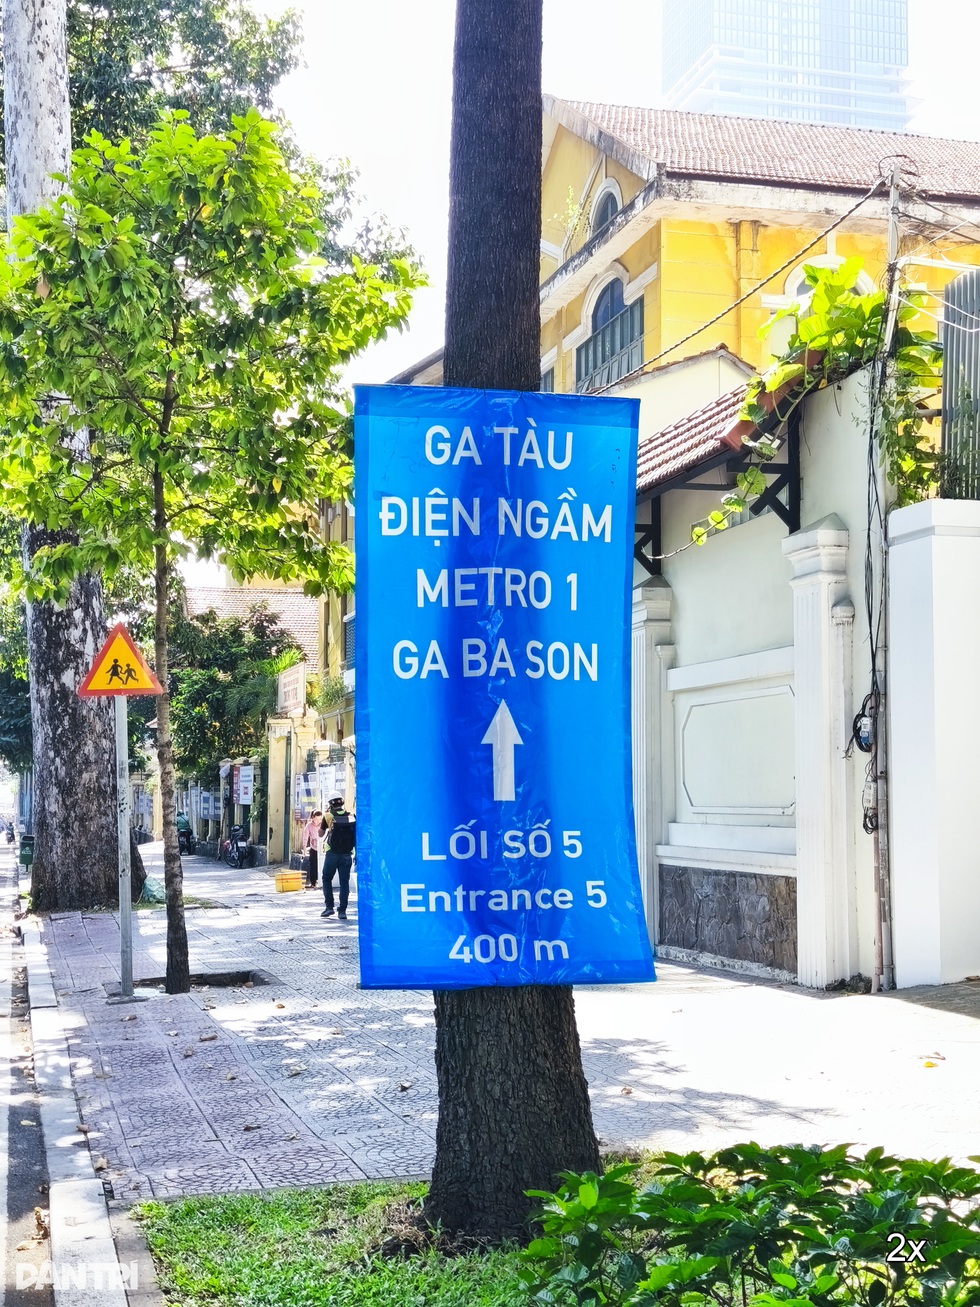 GA TÀU
ĐIỆN NGẦM
METRO 1
GA BA SON
LỐI SỐ 5
Entrance 5
400 m
2x
DANTRI